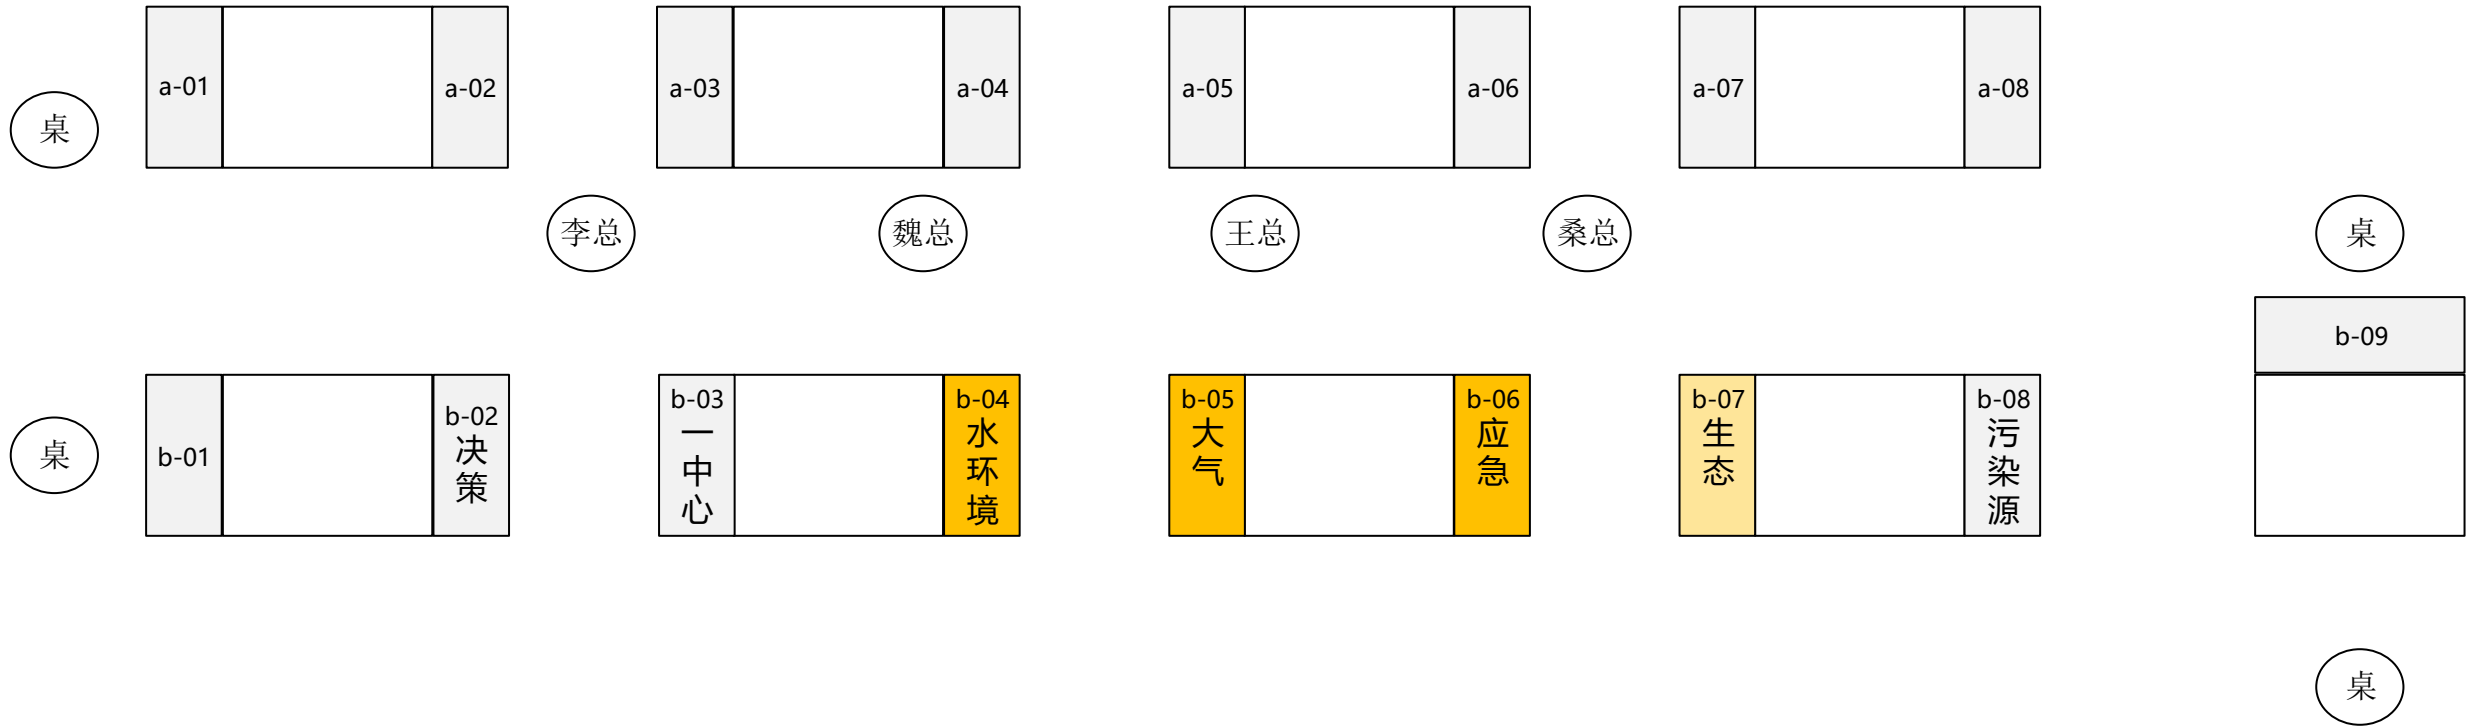 a-01
a-02
a-03
a-04
a-05
a-06
a-07
a-08
桌
李总
魏总
王总
桑总
桌
b-09
b-01
b-02
决
策
b-03
一
中
心
b-04
水
环
境
b-05
大
气
b-06
应
急
b-07
生
态
b-08
污
染
源
桌
桌